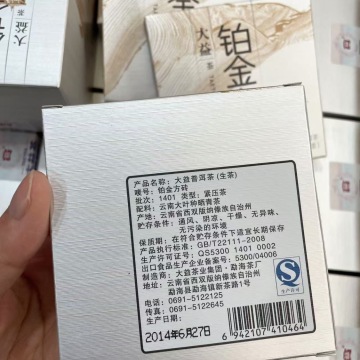 大益
茶
铂金
大益
茶
产品名称：大益普洱茶(生茶)
唛号：铂金方砖
批次：1401 类型：紧压茶
配料：云南大叶种晒青茶
产地：云南省西双版纳傣族自治州
贮存条件：通风、阴凉、干燥、无异味、
无污染的环境
保质期：在符合贮存条件下适宜长期保存
产品执行标准：GB/T22111-2008
生产许可证号：QS5300 1401 0002
出口食品生产企业备案号：5300/04006
制造商：大益茶业集团·勐海茶厂
地址：云南省西双版纳傣族自治州
勐海县勐海镇新茶路1号
电话：0691-5122125
传真：0691-5122645
2014年6月27日
生产许可
6 942107 410464